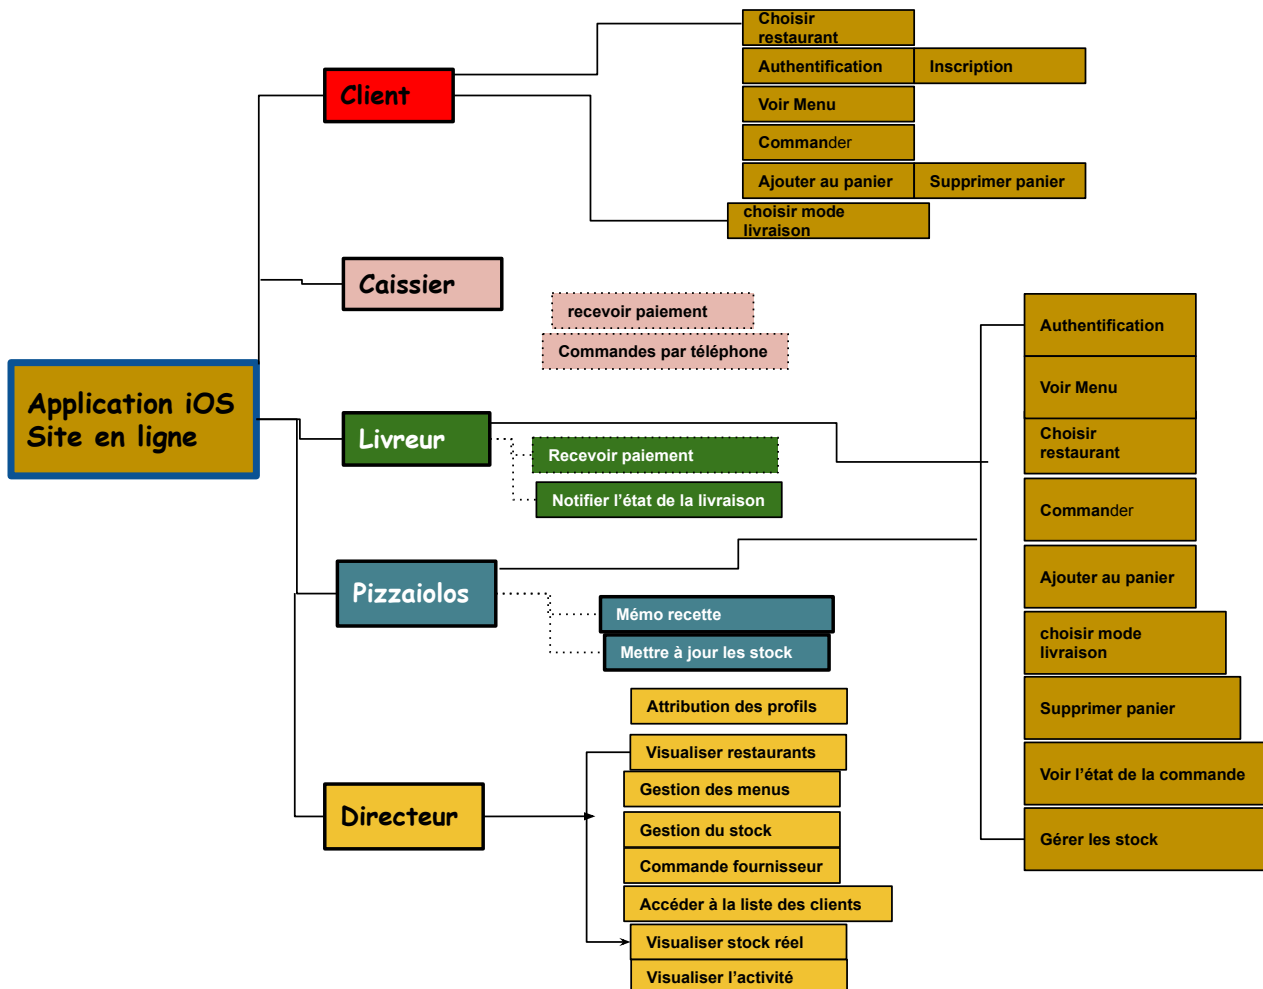 Application iOS
Site en ligne
Client
Choisir
restaurant
Authentification
Inscription
Voir Menu
Commander
Ajouter au panier
Supprimer panier
choisir mode
livraison
Caissier
recevoir paiement
Commandes par téléphone
Livreur
Recevoir paiement
Notifier l’état de la livraison
Pizzaiolos
Mémo recette
Mettre à jour les stock
Authentification
Voir Menu
Choisir
restaurant
Commander
Ajouter au panier
choisir mode
livraison
Supprimer panier
Voir l’état de la commande
Gérer les stock
Directeur
Attribution des profils
Visualiser restaurants
Gestion des menus
Gestion du stock
Commande fournisseur
Accéder à la liste des clients
Visualiser stock réel
Visualiser l’activité